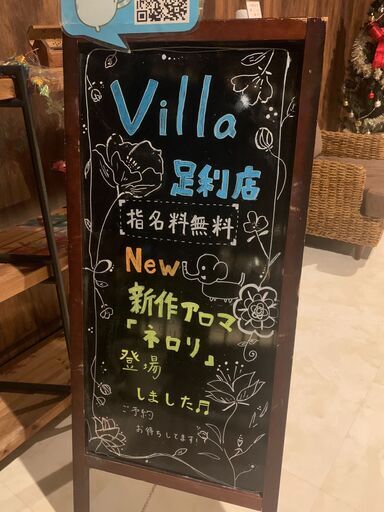 Villa
足利店
指名料無料
New
新作アロマ
「ネロリ」
登場
しました♬
ご予約
お待ちしてます!